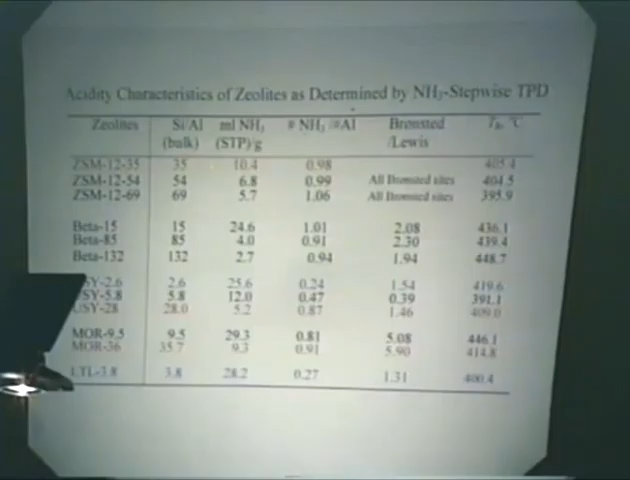 Acidity Characteristics of Zeolites as Determined by NH₃-Stepwise TPD
Zeolites Si/Al ml NH₃ # NH₃/#Al Brønsted °C
(bulk) (STP)/g /Lewis
ZSM-12-35 35 10.4 0.98 405.4
ZSM-12-54 54 6.8 0.99 All Brønsted sites 404.5
ZSM-12-69 69 5.7 1.06 All Brønsted sites 395.9
Beta-15 15 24.6 1.01 2.08 436.1
Beta-85 85 4.0 0.91 2.30 439.4
Beta-132 132 2.7 0.94 1.94 448.7
SY-2.6 2.6 25.6 0.24 1.54 419.6
SY-5.8 5.8 12.0 0.47 0.39 391.1
USY-28 28.0 5.2 0.87 1.46 409.0
MOR-9.5 9.5 29.3 0.81 5.08 446.1
MOR-36 35.7 9.3 0.91 5.90 414.8
LTL-3.8 3.8 28.2 0.27 1.31 400.4